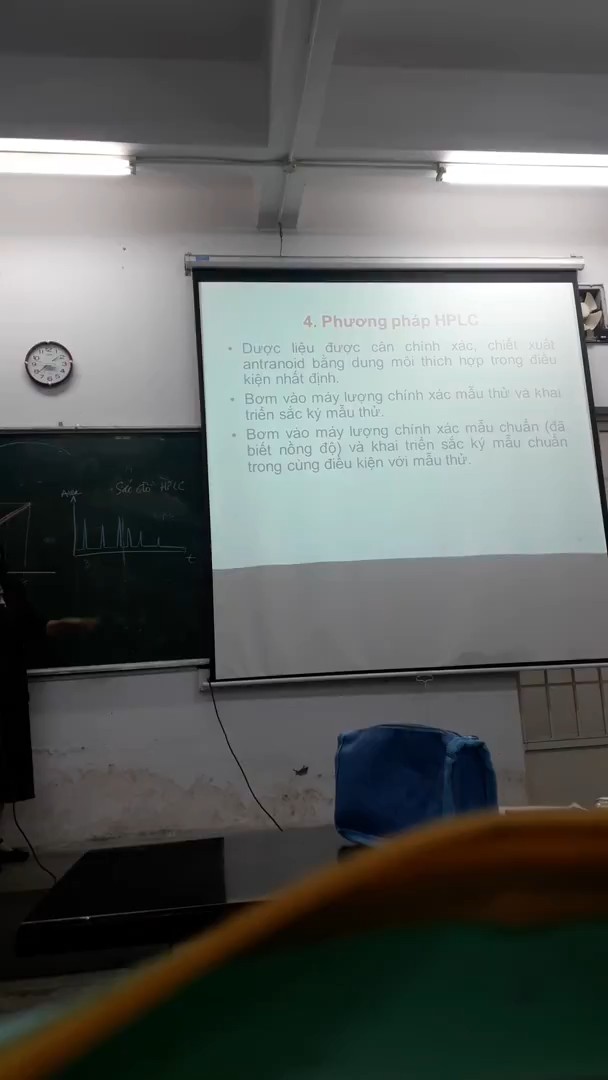 4. Phương pháp HPLC
• Dược liệu được cân chính xác, chiết xuất
antranoid bằng dung môi thích hợp trong điều
kiện nhất định.
• Bơm vào máy lượng chính xác mẫu thử và khai
triển sắc ký mẫu thử.
• Bơm vào máy lượng chính xác mẫu chuẩn (đã
biết nồng độ) và khai triển sắc ký mẫu chuẩn
trong cùng điều kiện với mẫu thử.
Sắc đồ HPLC
t